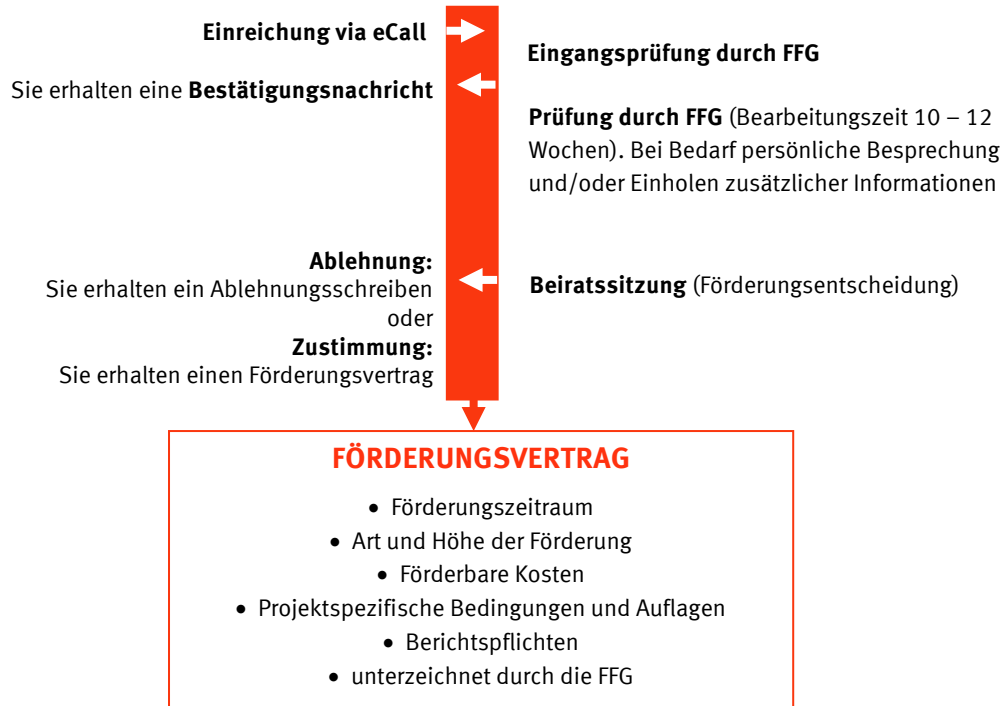 Einreichung via eCall
Eingangsprüfung durch FFG
Sie erhalten eine Bestätigungsnachricht
Prüfung durch FFG (Bearbeitungszeit 10 – 12
Wochen). Bei Bedarf persönliche Besprechung
und/oder Einholen zusätzlicher Informationen
Ablehnung:
Sie erhalten ein Ablehnungsschreiben
oder
Zustimmung:
Sie erhalten einen Förderungsvertrag
Beiratssitzung (Förderungsentscheidung)
FÖRDERUNGSVERTRAG
• Förderungszeitraum
• Art und Höhe der Förderung
• Förderbare Kosten
• Projektspezifische Bedingungen und Auflagen
• Berichtspflichten
• unterzeichnet durch die FFG